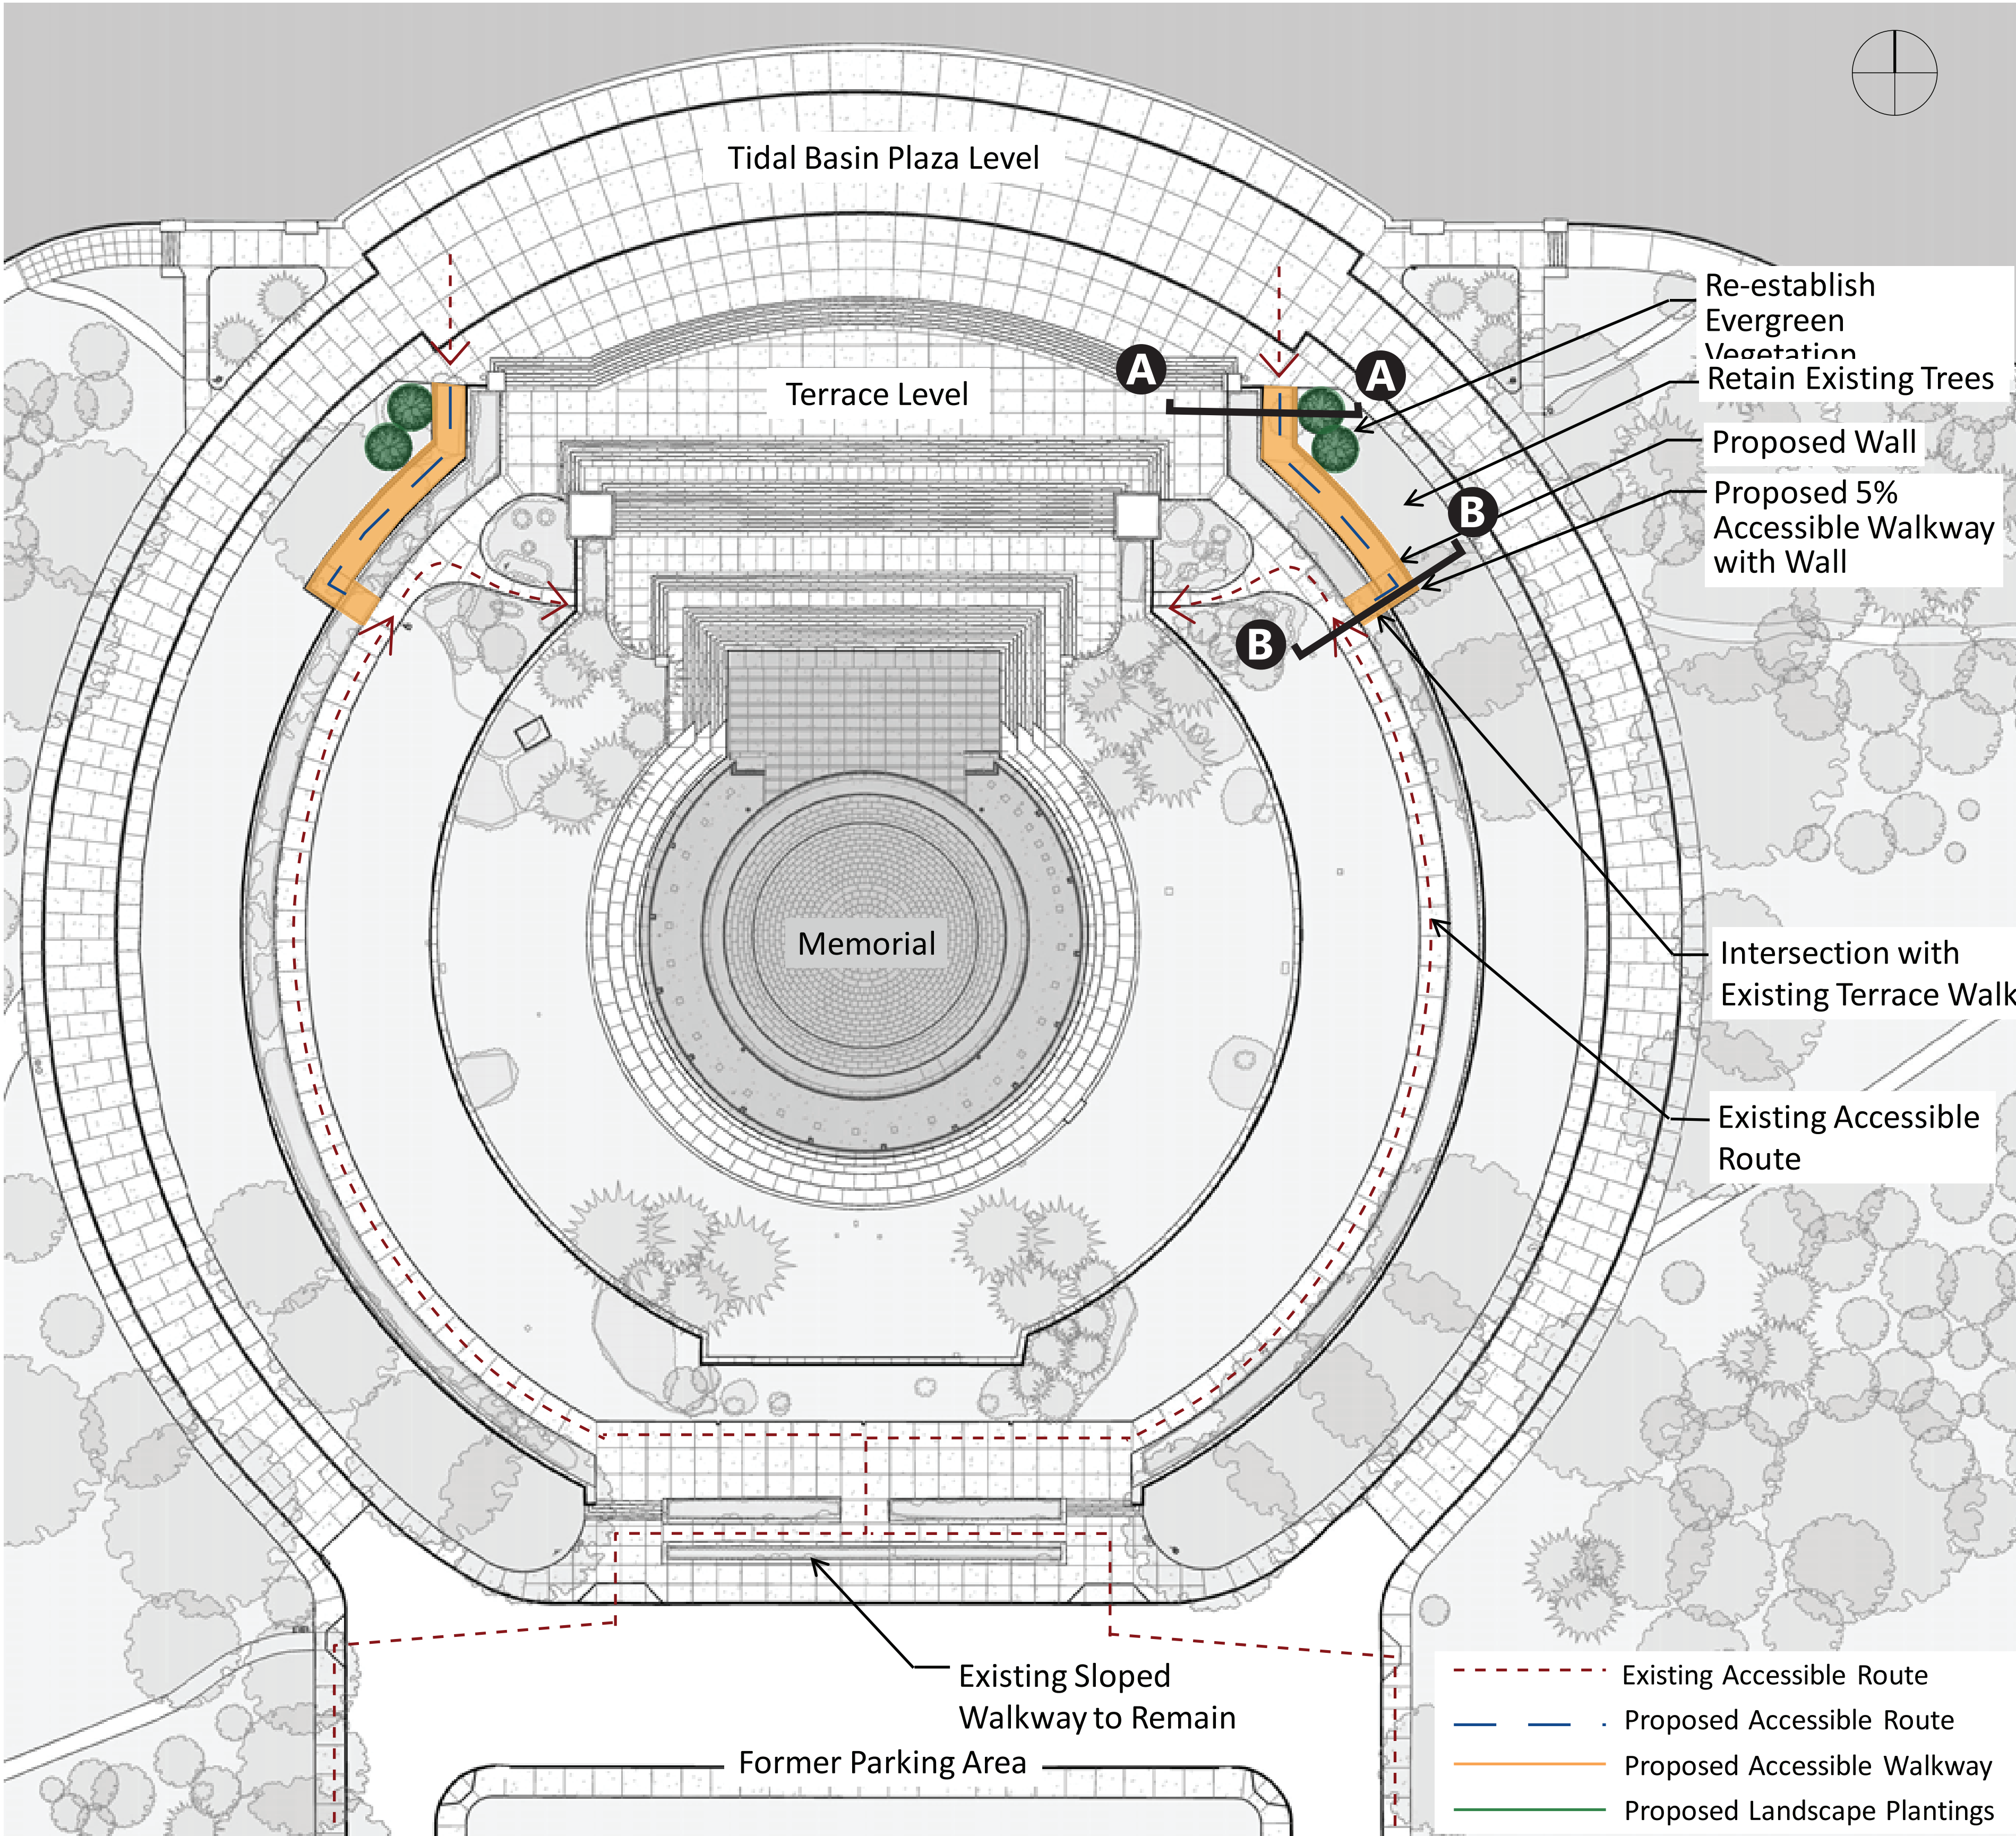 Tidal Basin Plaza Level
Re-establish
Evergreen
Vegetation
Terrace Level
A
A
Retain Existing Trees
Proposed Wall
Proposed 5%
Accessible Walkway
with Wall
B
B
Memorial
Intersection with
Existing Terrace Walk
Existing Accessible
Route
Existing Sloped
Walkway to Remain
Former Parking Area
Existing Accessible Route
Proposed Accessible Route
Proposed Accessible Walkway
Proposed Landscape Plantings